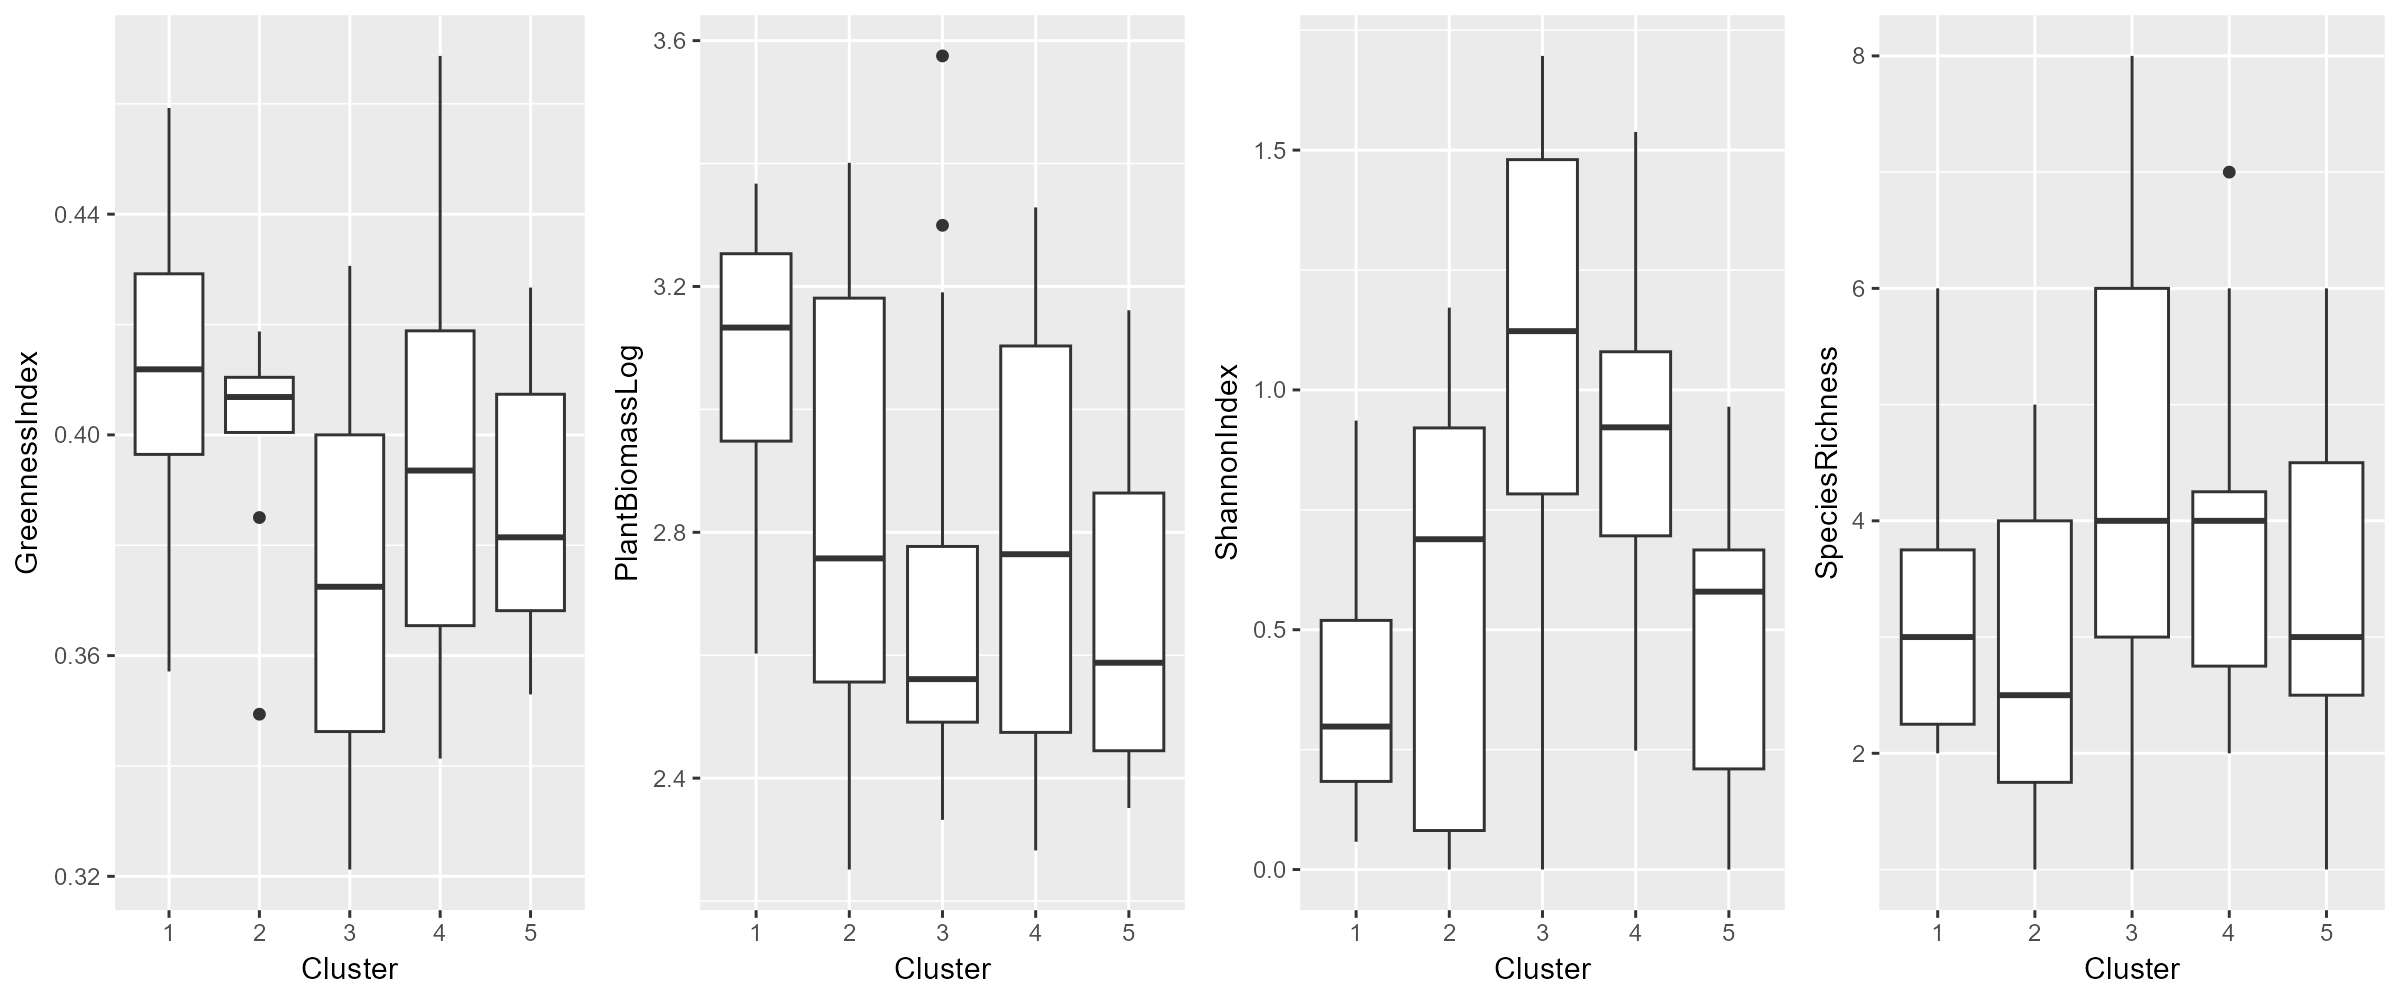 GreennessIndex
0.44
0.40
0.36
0.32
1 2 3 4 5
Cluster
PlantBiomassLog
3.6
3.2
2.8
2.4
1 2 3 4 5
Cluster
ShannonIndex
1.5
1.0
0.5
0.0
1 2 3 4 5
Cluster
SpeciesRichness
8
6
4
2
1 2 3 4 5
Cluster